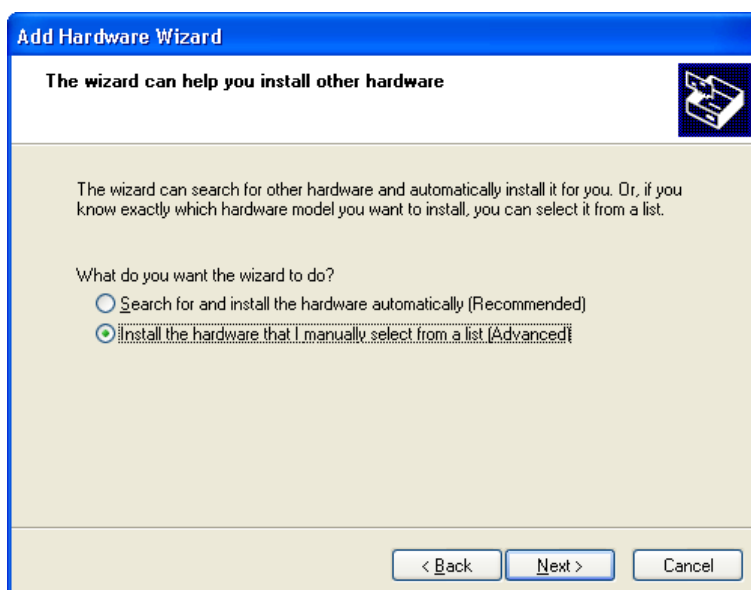 Add Hardware Wizard
The wizard can help you install other hardware
The wizard can search for other hardware and automatically install it for you. Or, if you
know exactly which hardware model you want to install, you can select it from a list.
What do you want the wizard to do?
Search for and install the hardware automatically (Recommended)
Install the hardware that I manually select from a list (Advanced)
< Back Next > Cancel